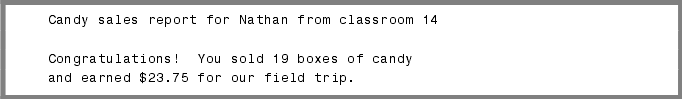 Candy sales report for Nathan from classroom 14

Congratulations!  You sold 19 boxes of candy
and earned $23.75 for our field trip.